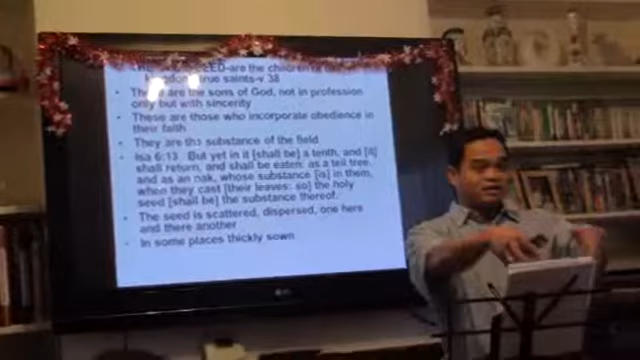 SEED-are the children of
kingdom-true saints-v 38
• These are the sons of God, not in profession
only but with sincerity
• These are those who incorporate obedience in
their faith
• They are the substance of the field
• Isa 6:13 But yet in it [shall be] a tenth, and [it]
shall return, and shall be eaten: as a teil tree,
and as an oak, whose substance [is] in them,
when they cast [their leaves: so] the holy
seed [shall be] the substance thereof.
• The seed is scattered, dispersed, one here
and there another
• In some places thickly sown
LG